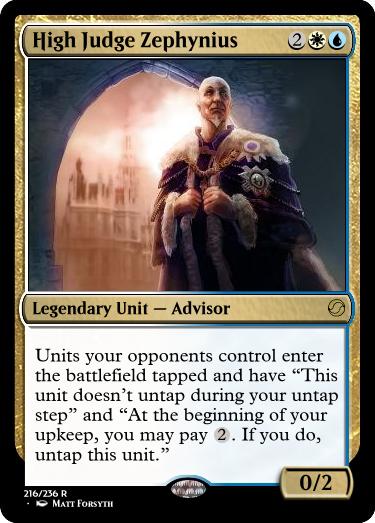 High Judge Zephynius 2
Legendary Unit — Advisor
Units your opponents control enter
the battlefield tapped and have “This
unit doesn’t untap during your untap
step” and “At the beginning of your
upkeep, you may pay 2. If you do,
untap this unit.”
0/2
216/236 R
· Matt Forsyth